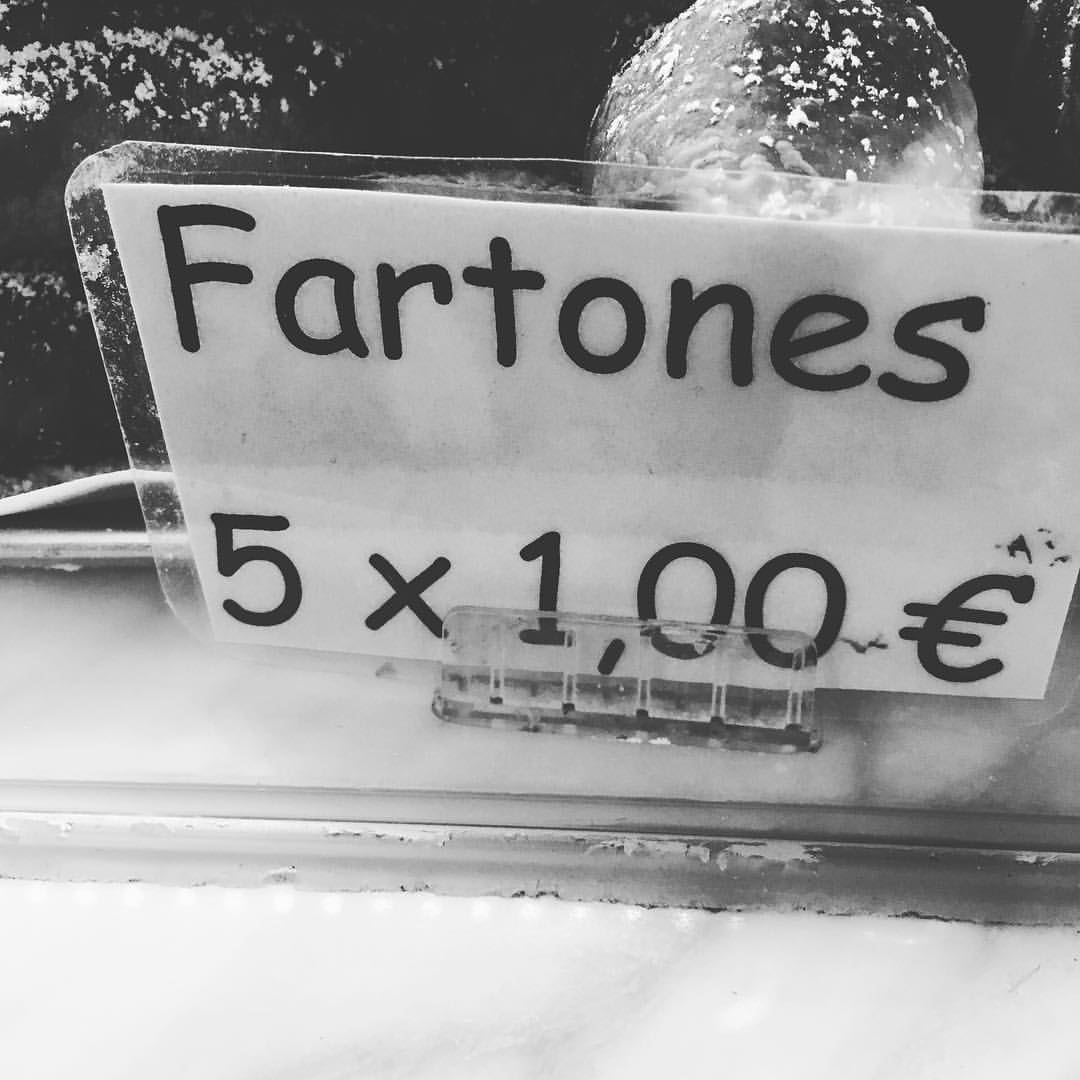 Fartones
5 x 1,00 €